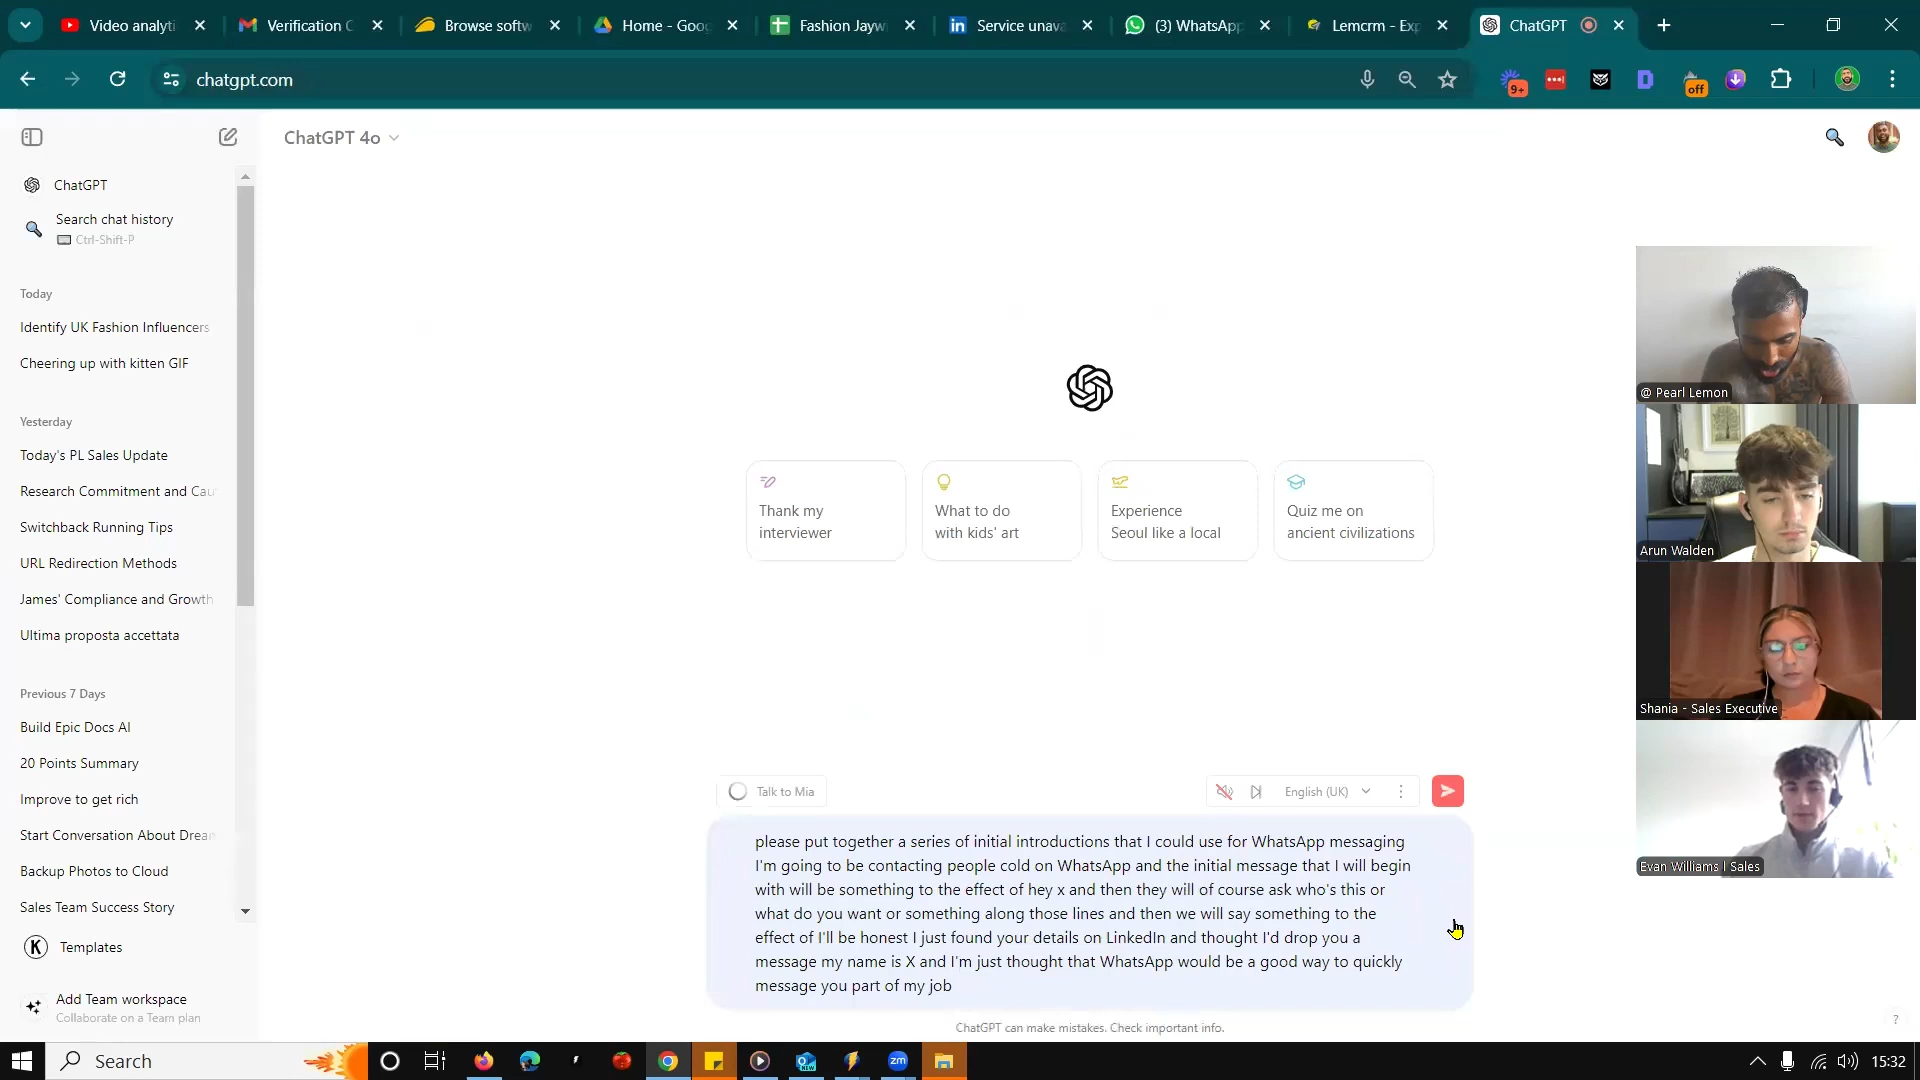 Video analyti
Verification C
Browse softw
Home - Goog
Fashion Jayw
Service unava
(3) WhatsApp
Lemcrm - Exp
ChatGPT
chatgpt.com
9+
off
ChatGPT 4o
ChatGPT
Search chat history
Ctrl-Shift-P
Today
Identify UK Fashion Influencers
Cheering up with kitten GIF
Yesterday
Today's PL Sales Update
Research Commitment and Cau
Switchback Running Tips
URL Redirection Methods
James' Compliance and Growth
Ultima proposta accettata
Previous 7 Days
Build Epic Docs AI
20 Points Summary
Improve to get rich
Start Conversation About Drean
Backup Photos to Cloud
Sales Team Success Story
K Templates
Add Team workspace
Collaborate on a Team plan
Thank my
interviewer
What to do
with kids' art
Experience
Seoul like a local
Quiz me on
ancient civilizations
Talk to Mia
English (UK)
please put together a series of initial introductions that I could use for WhatsApp messaging
I'm going to be contacting people cold on WhatsApp and the initial message that I will begin
with will be something to the effect of hey x and then they will of course ask who's this or
what do you want or something along those lines and then we will say something to the
effect of I'll be honest I just found your details on LinkedIn and thought I'd drop you a
message my name is X and I'm just thought that WhatsApp would be a good way to quickly
message you part of my job
ChatGPT can make mistakes. Check important info.
?
@ Pearl Lemon
Arun Walden
Shania - Sales Executive
Evan Williams | Sales
Search
zm
15:32